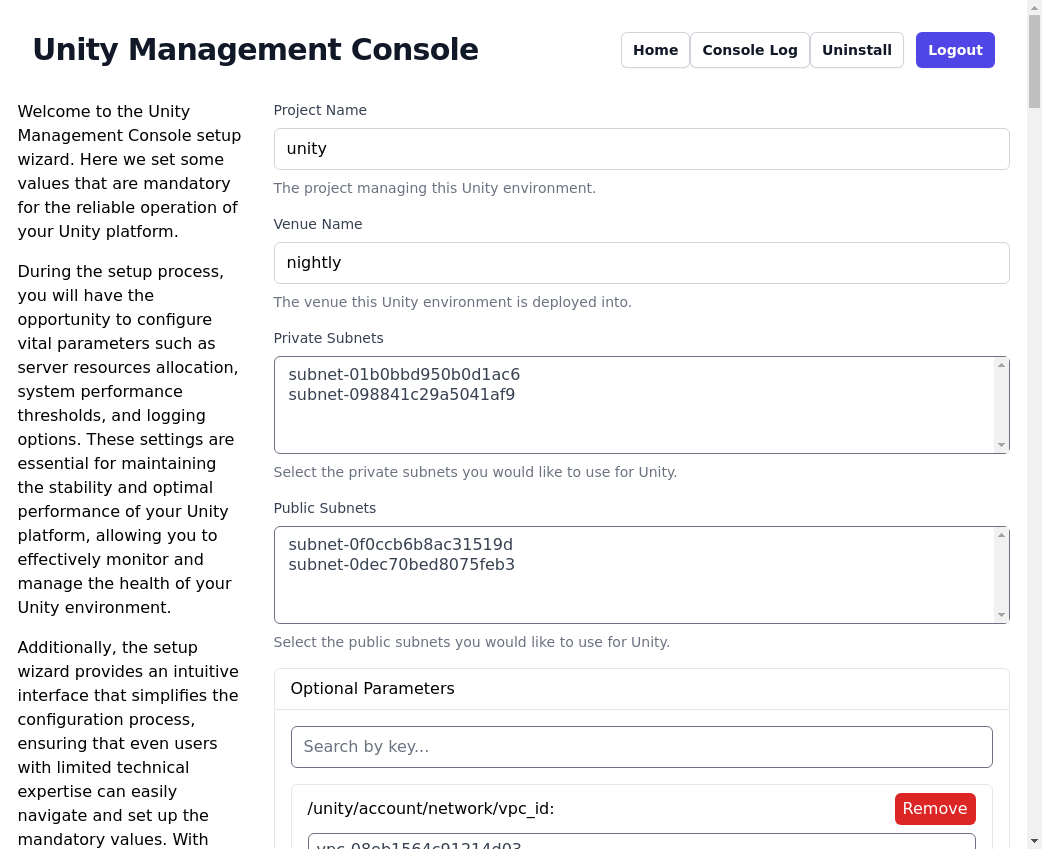 Unity Management Console
Home
Console Log
Uninstall
Logout
Welcome to the Unity
Management Console setup
wizard. Here we set some
values that are mandatory
for the reliable operation of
your Unity platform.
During the setup process,
you will have the
opportunity to configure
vital parameters such as
server resources allocation,
system performance
thresholds, and logging
options. These settings are
essential for maintaining
the stability and optimal
performance of your Unity
platform, allowing you to
effectively monitor and
manage the health of your
Unity environment.
Additionally, the setup
wizard provides an intuitive
interface that simplifies the
configuration process,
ensuring that even users
with limited technical
expertise can easily
navigate and set up the
mandatory values. With
Project Name
unity
The project managing this Unity environment.
Venue Name
nightly
The venue this Unity environment is deployed into.
Private Subnets
subnet-01b0bbd950b0d1ac6
subnet-098841c29a5041af9
Select the private subnets you would like to use for Unity.
Public Subnets
subnet-0f0ccb6b8ac31519d
subnet-0dec70bed8075feb3
Select the public subnets you would like to use for Unity.
Optional Parameters
Search by key...
/unity/account/network/vpc_id:
Remove